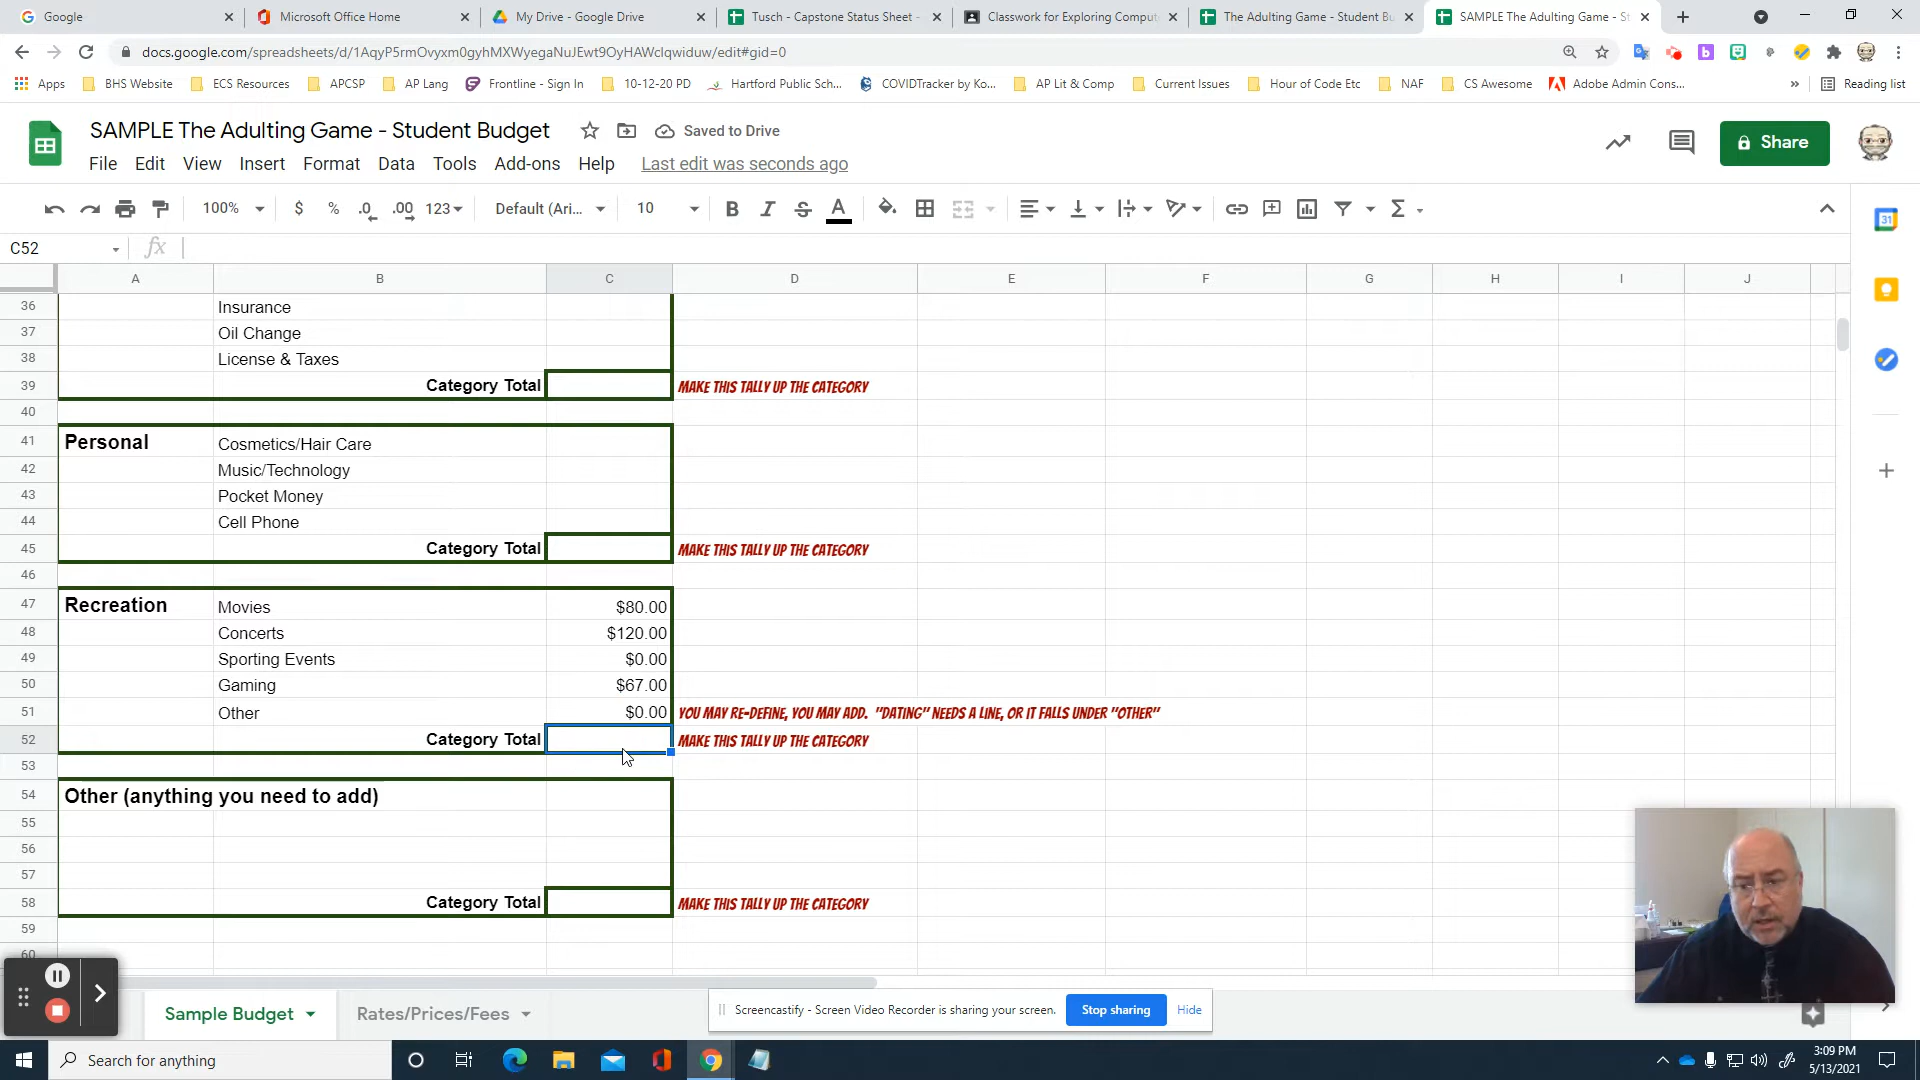 Google
Microsoft Office Home
My Drive - Google Drive
Tusch - Capstone Status Sheet -
Classwork for Exploring Comput
The Adulting Game - Student Bu
SAMPLE The Adulting Game - St
docs.google.com/spreadsheets/d/1AqyP5rmOvyxm0gyhMXWyegaNuJEwt9OyHAWclqwiduw/edit#gid=0
Apps
BHS Website
ECS Resources
APCSP
AP Lang
Frontline - Sign In
10-12-20 PD
Hartford Public Sch...
COVIDTracker by Ko...
AP Lit & Comp
Current Issues
Hour of Code Etc
NAF
CS Awesome
Adobe Admin Cons...
»
Reading list
SAMPLE The Adulting Game - Student Budget
Saved to Drive
Share
File Edit View Insert Format Data Tools Add-ons Help Last edit was seconds ago
100% $ % .0 .00 123 Default (Ari... 10 B I S A Σ
31
C52 fx
A B C D E F G H I J
36 Insurance
37 Oil Change
38 License & Taxes
39 Category Total MAKE THIS TALLY UP THE CATEGORY
40
41 Personal Cosmetics/Hair Care
42 Music/Technology
43 Pocket Money
44 Cell Phone
45 Category Total MAKE THIS TALLY UP THE CATEGORY
46
47 Recreation Movies $80.00
48 Concerts $120.00
49 Sporting Events $0.00
50 Gaming $67.00
51 Other $0.00 YOU MAY RE-DEFINE, YOU MAY ADD. "DATING" NEEDS A LINE, OR IT FALLS UNDER "OTHER"
52 Category Total MAKE THIS TALLY UP THE CATEGORY
53
54 Other (anything you need to add)
55
56
57
58 Category Total MAKE THIS TALLY UP THE CATEGORY
59
60
Sample Budget
Rates/Prices/Fees
Screencastify - Screen Video Recorder is sharing your screen.
Stop sharing
Hide
Search for anything
3:09 PM
5/13/2021